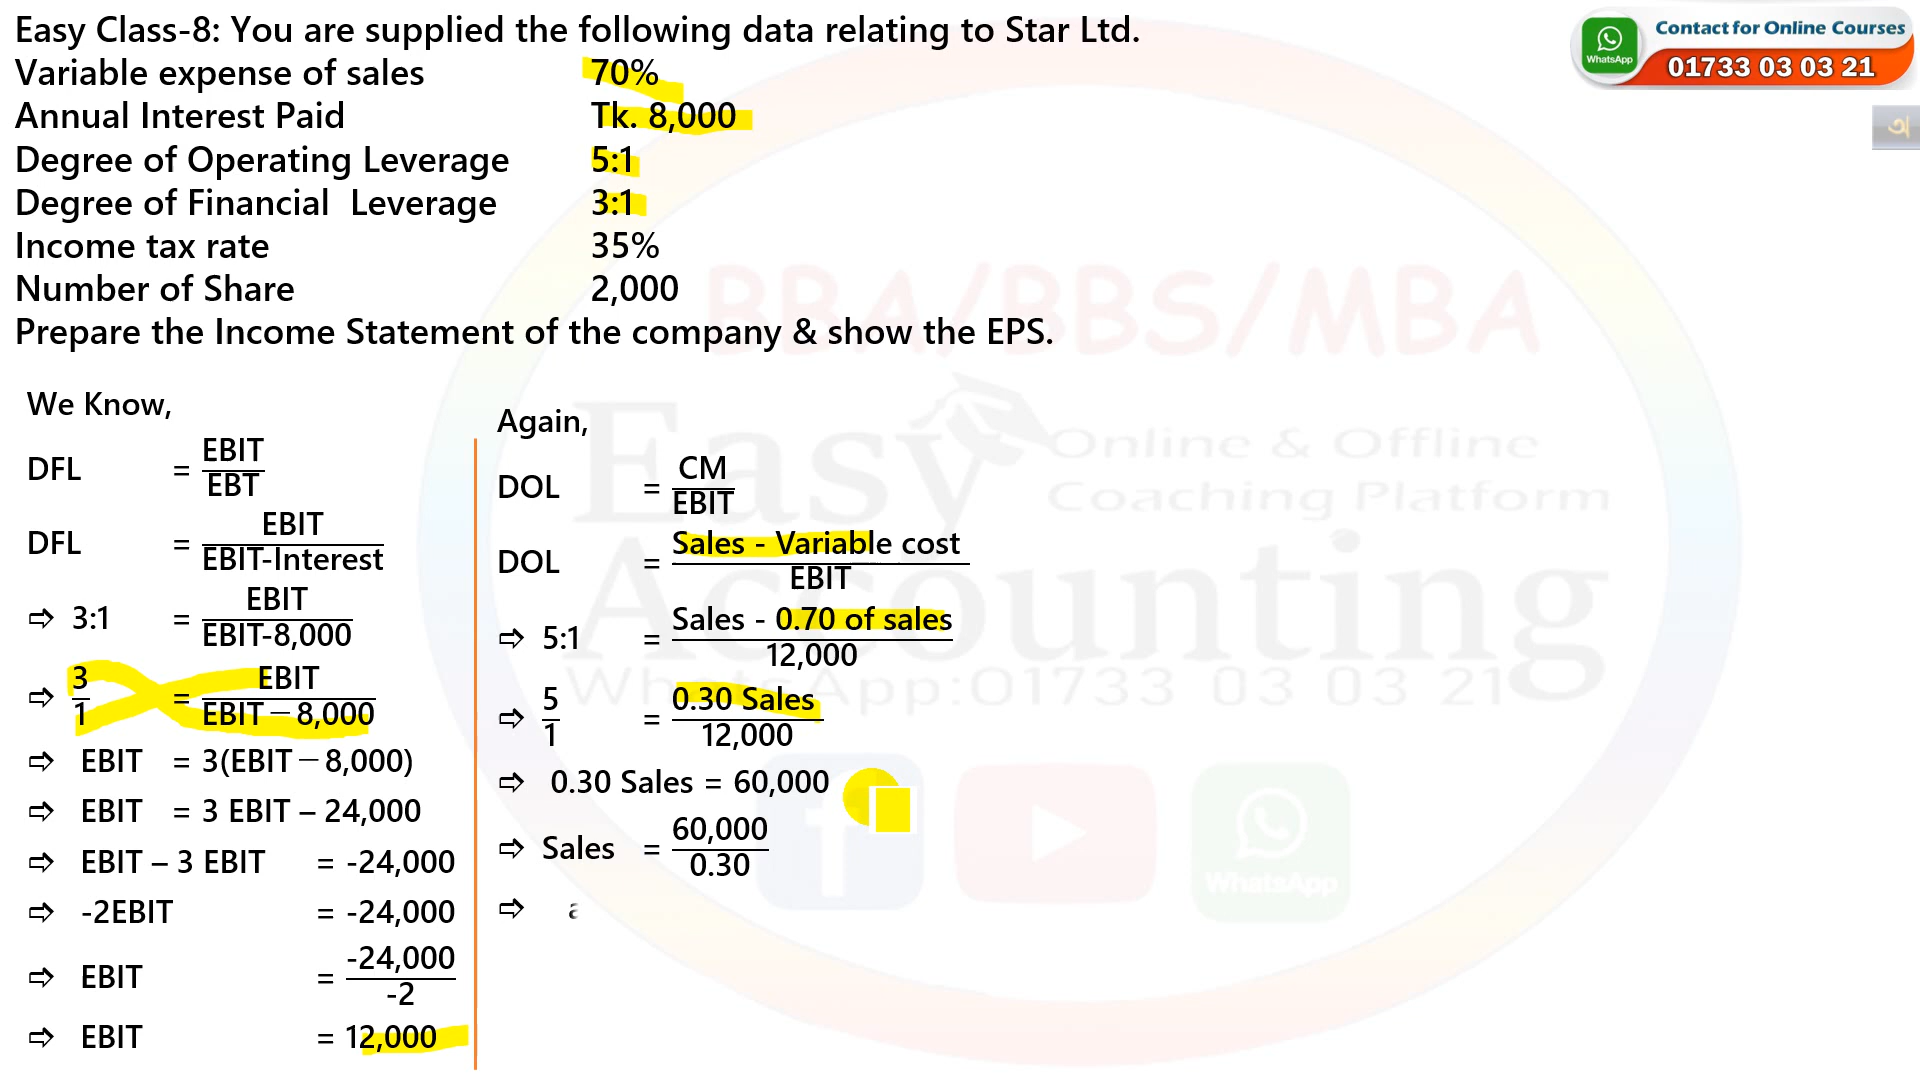 Easy Class-8: You are supplied the following data relating to Star Ltd.
Variable expense of sales 70%
Annual Interest Paid Tk. 8,000
Degree of Operating Leverage 5:1
Degree of Financial Leverage 3:1
Income tax rate 35%
Number of Share 2,000
Prepare the Income Statement of the company & show the EPS.
Contact for Online Courses
WhatsApp
01733 03 03 21
অ
We Know,
DFL = EBIT / EBT
DFL = EBIT / EBIT-Interest
⇨ 3:1 = EBIT / EBIT-8,000
⇨ 3/1 = EBIT / EBIT – 8,000
⇨ EBIT = 3(EBIT – 8,000)
⇨ EBIT = 3 EBIT – 24,000
⇨ EBIT – 3 EBIT = -24,000
⇨ -2EBIT = -24,000
⇨ EBIT = -24,000 / -2
⇨ EBIT = 12,000
Again,
DOL = CM / EBIT
DOL = Sales - Variable cost / EBIT
⇨ 5:1 = Sales - 0.70 of sales / 12,000
⇨ 5/1 = 0.30 Sales / 12,000
⇨ 0.30 Sales = 60,000
⇨ Sales = 60,000 / 0.30
⇨
BBA/BBS/MBA
Easy
Online & Offline
Coaching Platform
Accounting
WhatsApp:01733 03 03 21
f
WhatsApp